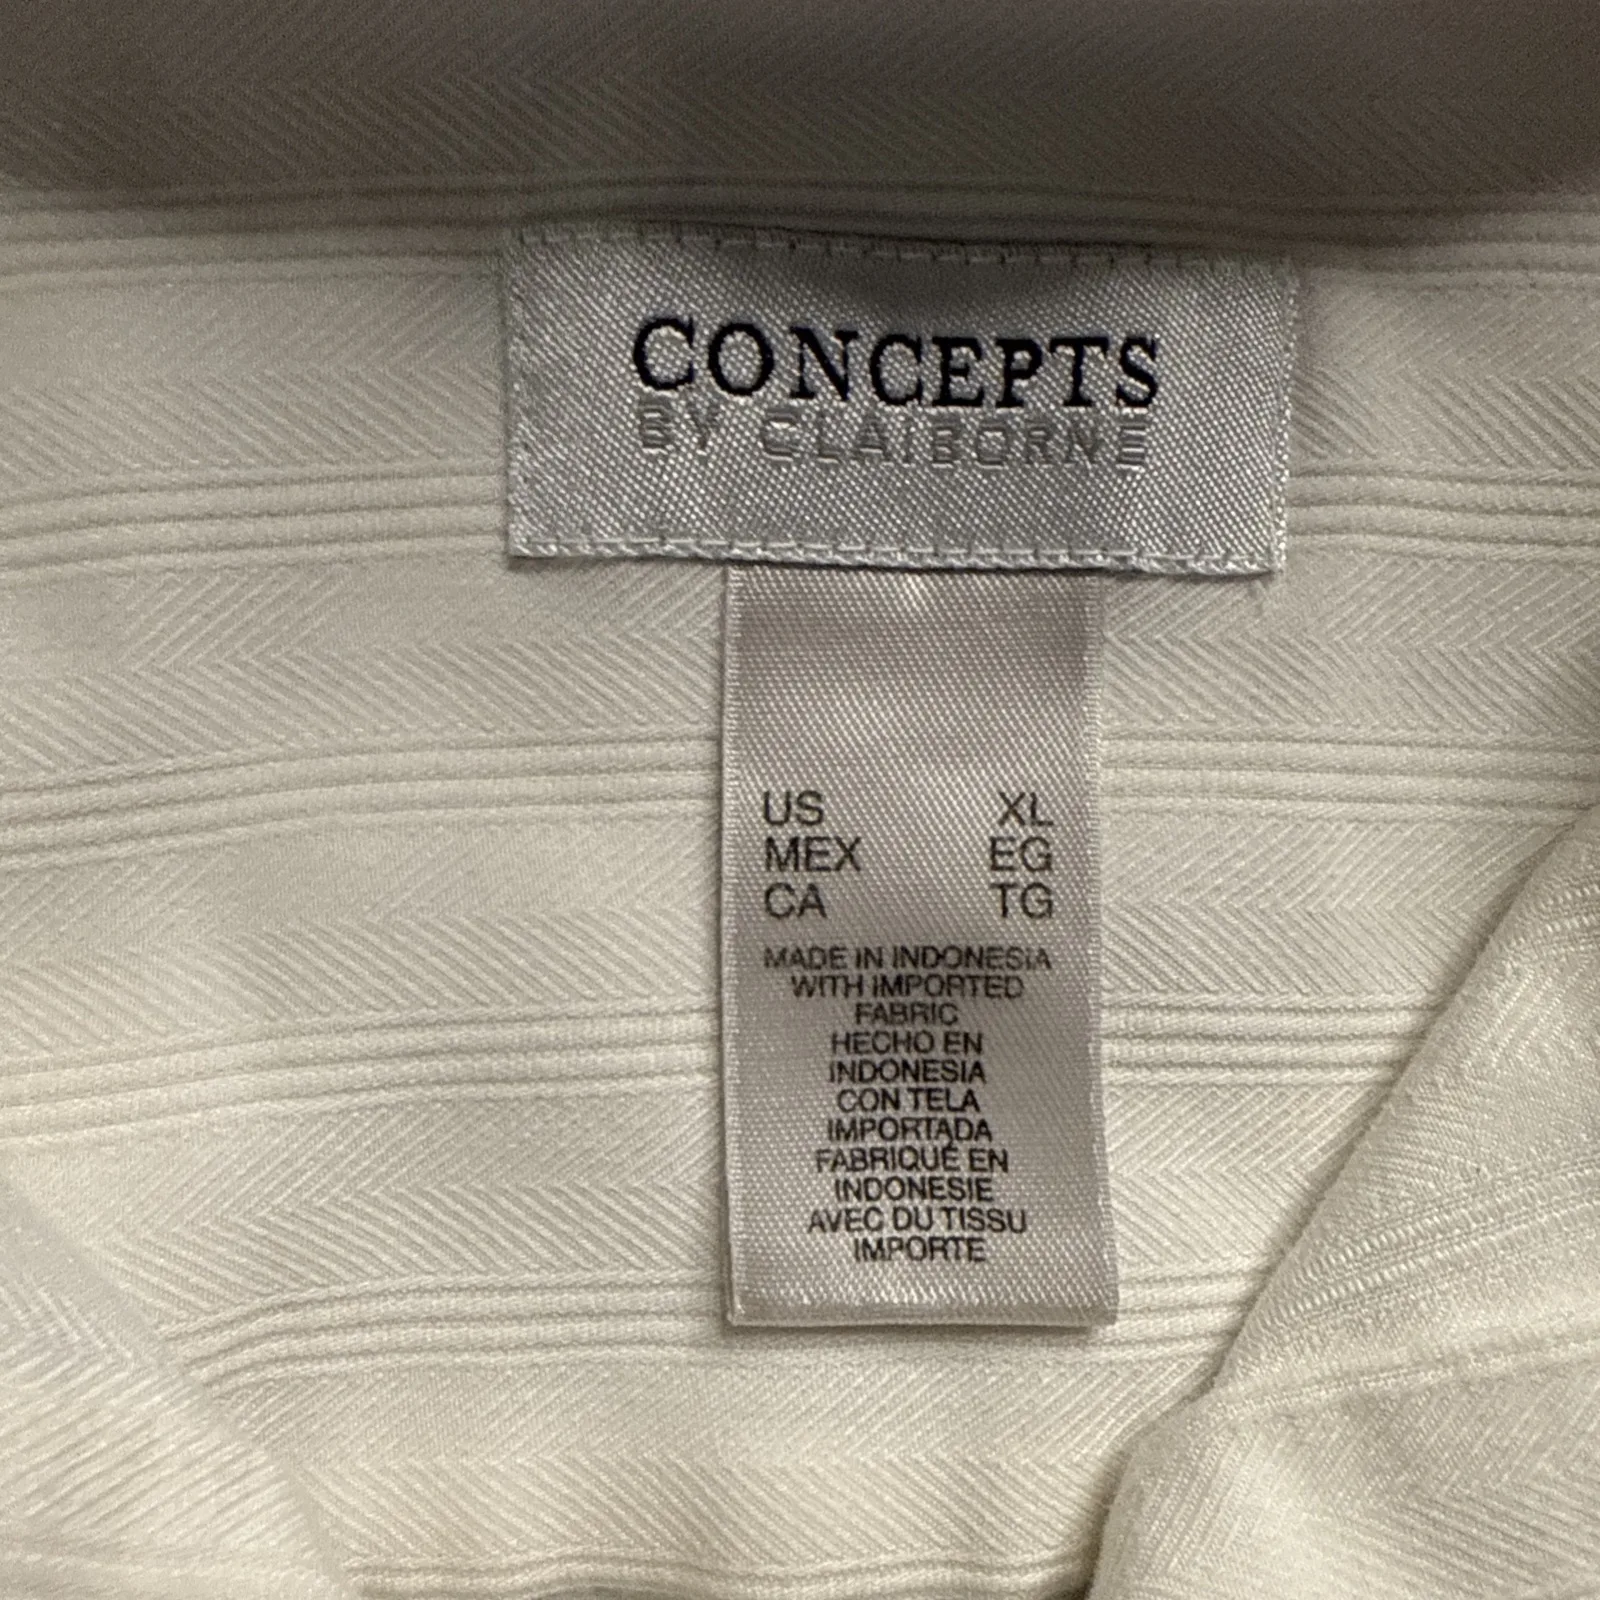 CONCEPTS
BY CLAIBORNE
US XL
MEX EG
CA TG
MADE IN INDONESIA
WITH IMPORTED
FABRIC
HECHO EN
INDONESIA
CON TELA
IMPORTADA
FABRIQUÉ EN
INDONESIE
AVEC DU TISSU
IMPORTE